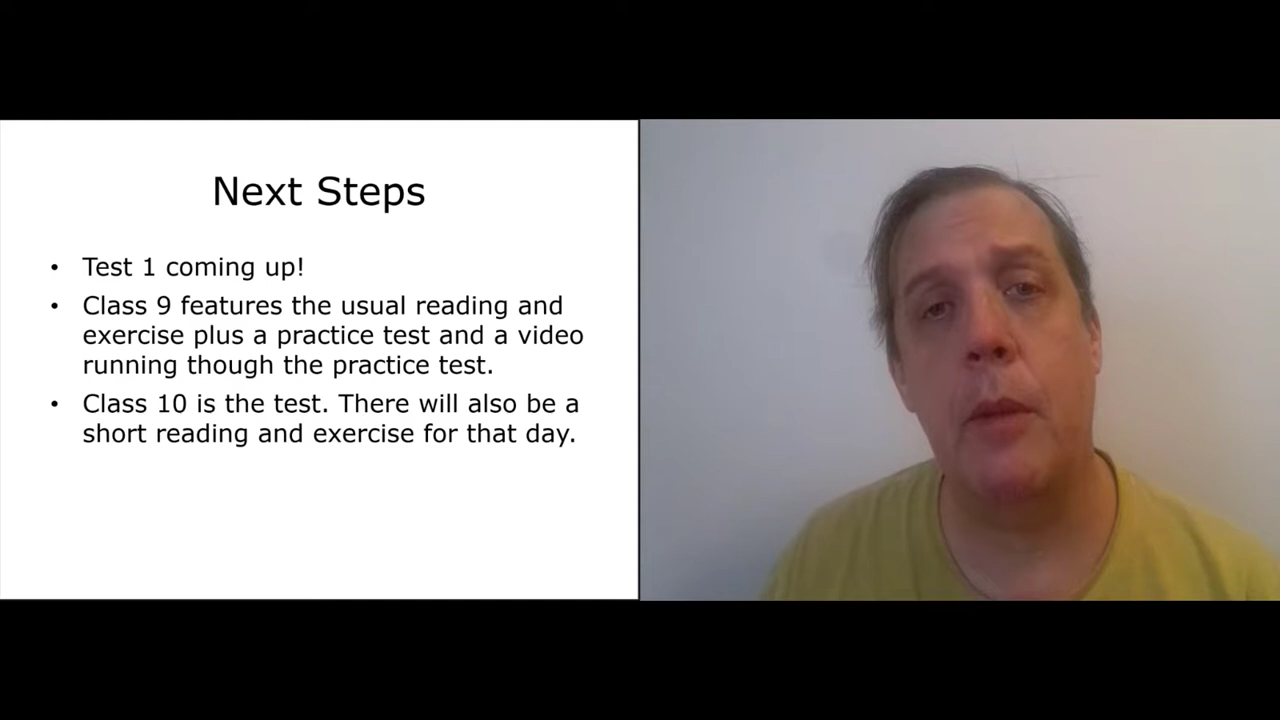 Next Steps
• Test 1 coming up!
• Class 9 features the usual reading and
exercise plus a practice test and a video
running though the practice test.
• Class 10 is the test. There will also be a
short reading and exercise for that day.